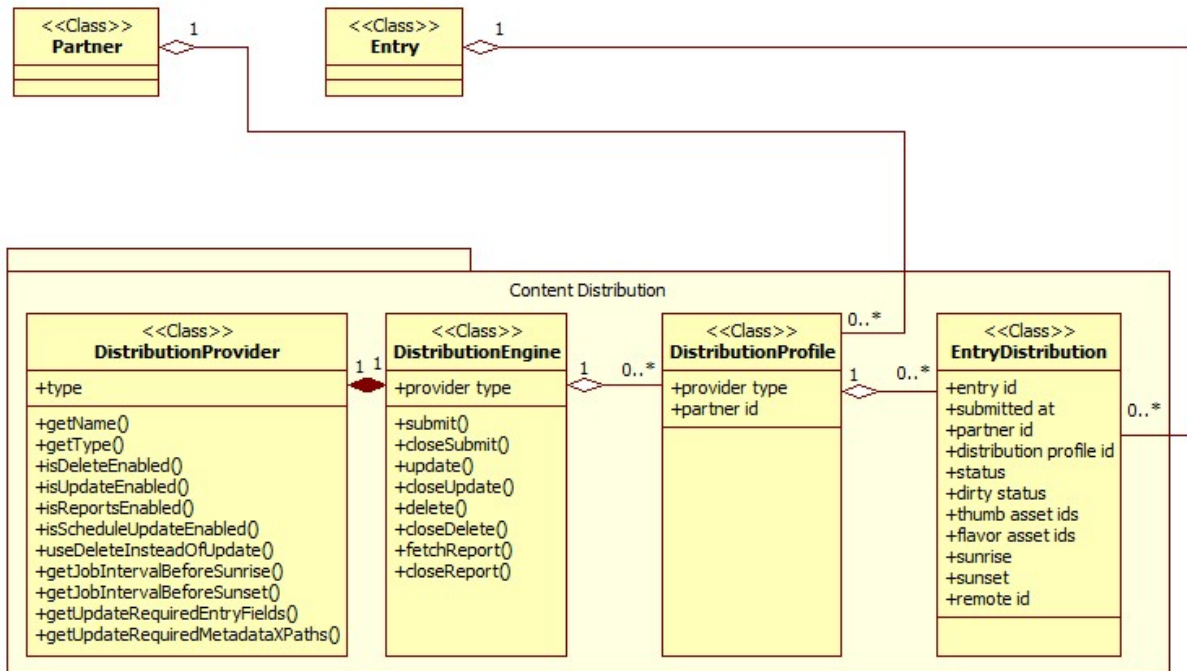 <<Class>>
Partner
1
<<Class>>
Entry
1
Content Distribution
<<Class>>
DistributionProvider
+type
+getName()
+getType()
+isDeleteEnabled()
+isUpdateEnabled()
+isReportsEnabled()
+isScheduleUpdateEnabled()
+useDeleteInsteadOfUpdate()
+getJobIntervalBeforeSunrise()
+getJobIntervalBeforeSunset()
+getUpdateRequiredEntryFields()
+getUpdateRequiredMetadataXPaths()
1
1
<<Class>>
DistributionEngine
+provider type
+submit()
+closeSubmit()
+update()
+closeUpdate()
+delete()
+closeDelete()
+fetchReport()
+closeReport()
1
0..*
<<Class>>
DistributionProfile
+provider type
+partner id
0..*
1
0..*
<<Class>>
EntryDistribution
+entry id
+submitted at
+partner id
+distribution profile id
+status
+dirty status
+thumb asset ids
+flavor asset ids
+sunrise
+sunset
+remote id
0..*